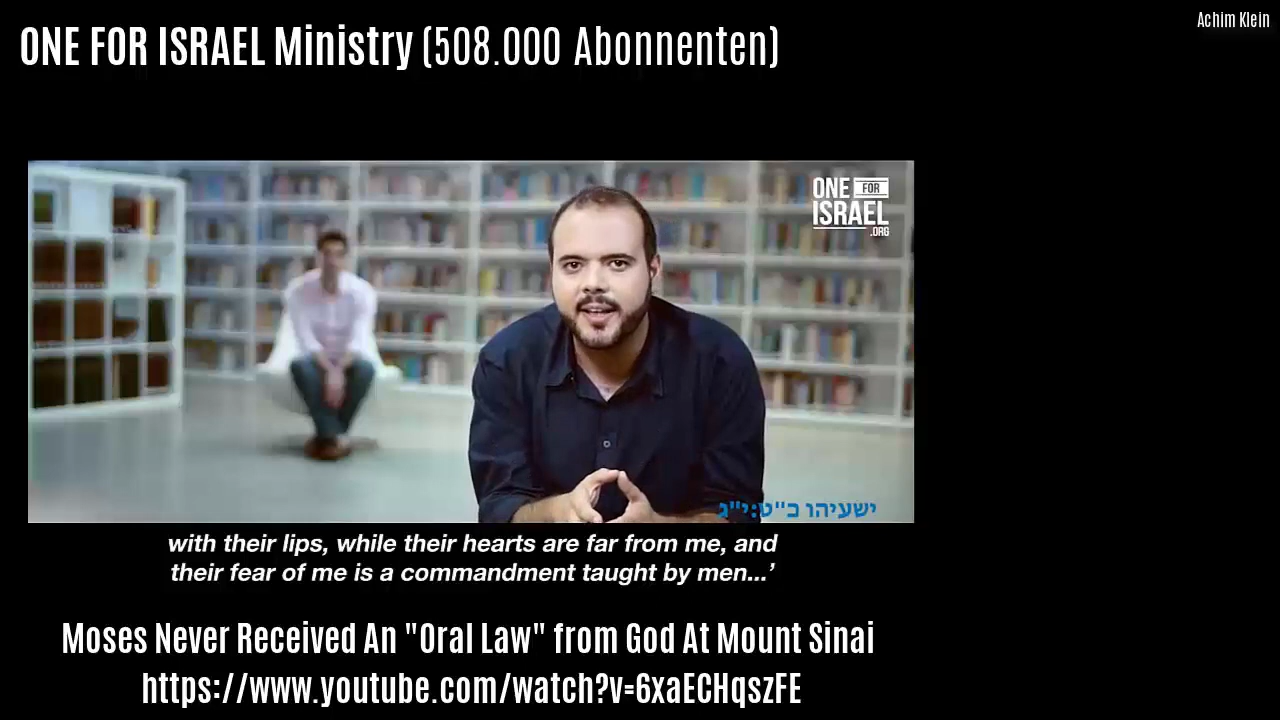 Achim Klein
ONE FOR ISRAEL Ministry (508.000 Abonnenten)
ONE FOR
ISRAEL
.ORG
ישעיהו כ"ט:י"ג
with their lips, while their hearts are far from me, and
their fear of me is a commandment taught by men...’
Moses Never Received An "Oral Law" from God At Mount Sinai
https://www.youtube.com/watch?v=6xaECHqszFE